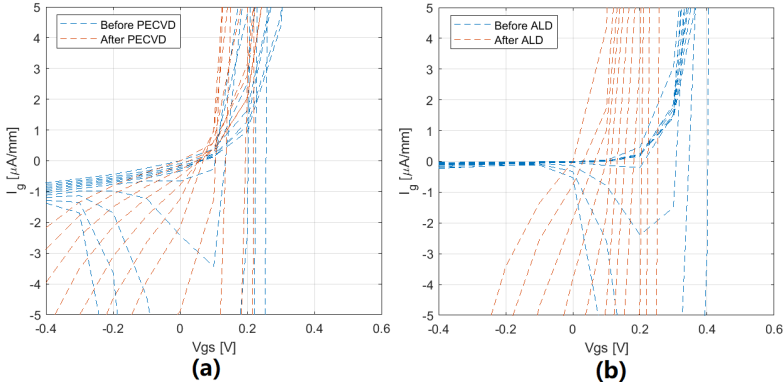 Before PECVD
After PECVD
I_g [μA/mm]
5
4
3
2
1
0
-1
-2
-3
-4
-5
-0.4 -0.2 0 0.2 0.4 0.6
Vgs [V]
(a)
Before ALD
After ALD
I_g [μA/mm]
5
4
3
2
1
0
-1
-2
-3
-4
-5
-0.4 -0.2 0 0.2 0.4 0.6
Vgs [V]
(b)